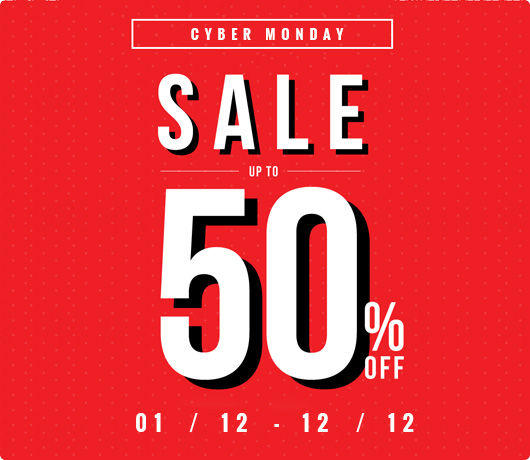 CYBER MONDAY
SALE
UP TO
50%
OFF
01 / 12 - 12 / 12